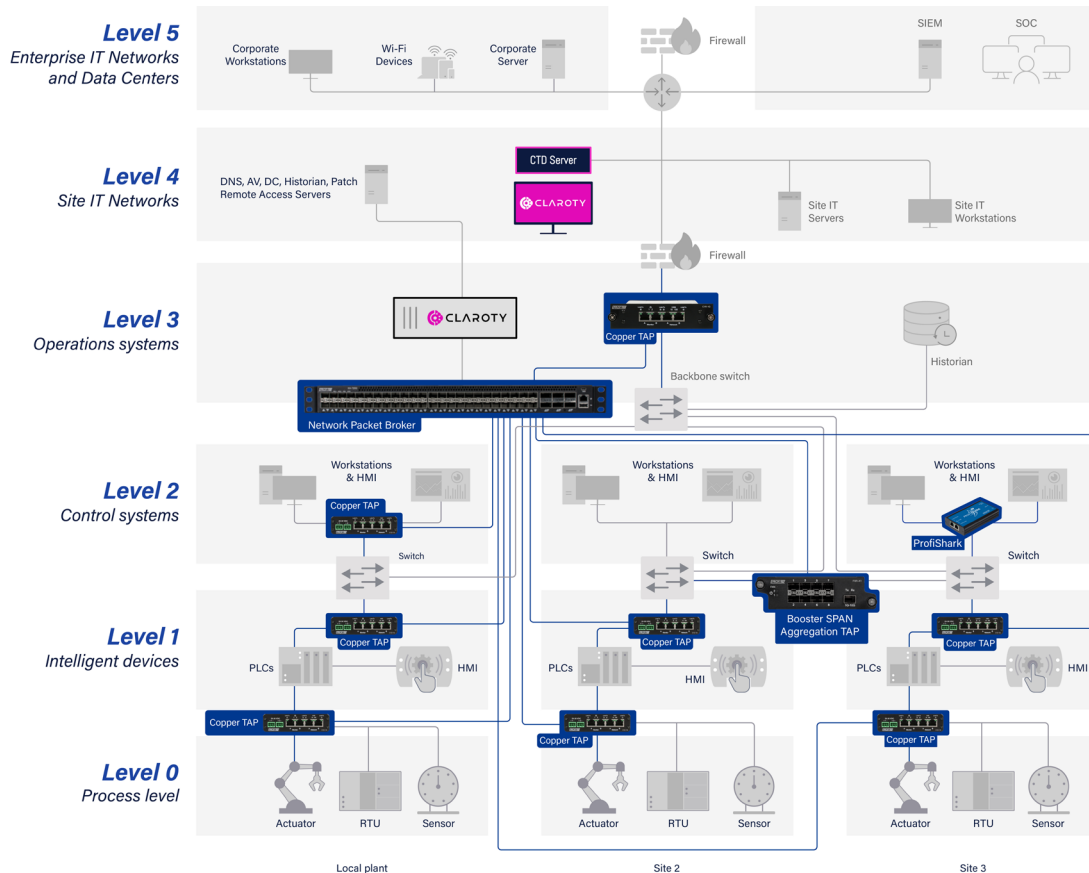 Level 5
Enterprise IT Networks
and Data Centers
Corporate
Workstations
Wi-Fi
Devices
Corporate
Server
Firewall
SIEM
SOC
Level 4
Site IT Networks
DNS, AV, DC, Historian, Patch
Remote Access Servers
CTD Server
CLAROTY
Site IT
Servers
Site IT
Workstations
Firewall
Level 3
Operations systems
CLAROTY
Copper TAP
Historian
Backbone switch
Network Packet Broker
Level 2
Control systems
Workstations
& HMI
Copper TAP
Switch
Workstations
& HMI
Switch
Workstations
& HMI
ProfiShark
Switch
Level 1
Intelligent devices
Copper TAP
PLCs
HMI
Copper TAP
PLCs
HMI
Booster SPAN
Aggregation TAP
Copper TAP
PLCs
HMI
Copper TAP
Copper TAP
Copper TAP
Level 0
Process level
Actuator
RTU
Sensor
Actuator
RTU
Sensor
Actuator
RTU
Sensor
Local plant
Site 2
Site 3